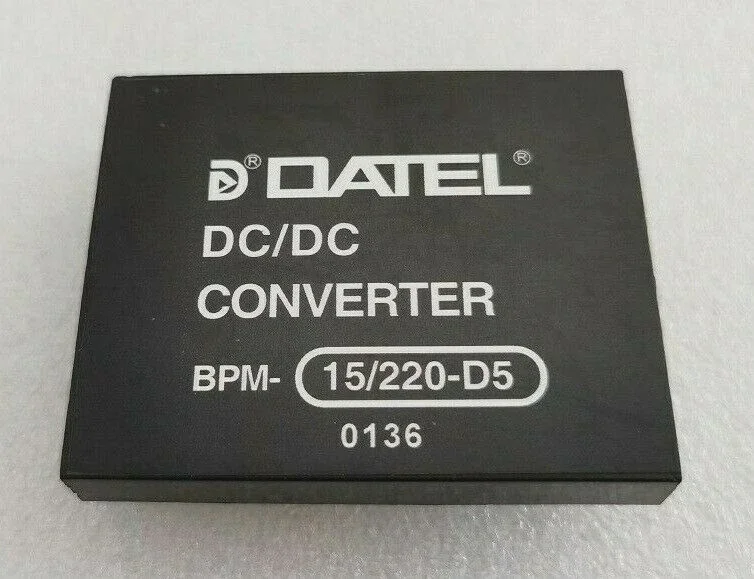 D® DATEL®
DC/DC
CONVERTER
BPM- 15/220-D5
0136